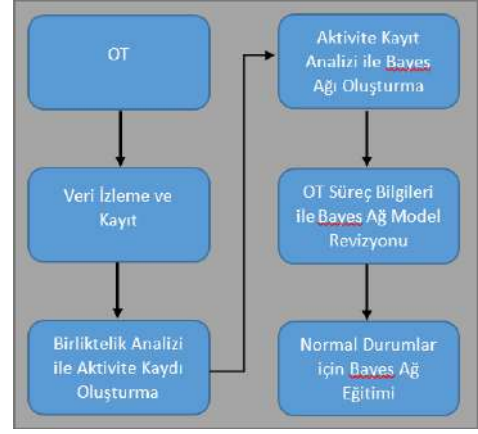 OT
Veri İzleme ve
Kayıt
Birliktelik Analizi
ile Aktivite Kaydı
Oluşturma
Aktivite Kayıt
Analizi ile Bayes
Ağı Oluşturma
OT Süreç Bilgileri
ile Bayes Ağ Model
Revizyonu
Normal Durumlar
için Bayes Ağ
Eğitimi